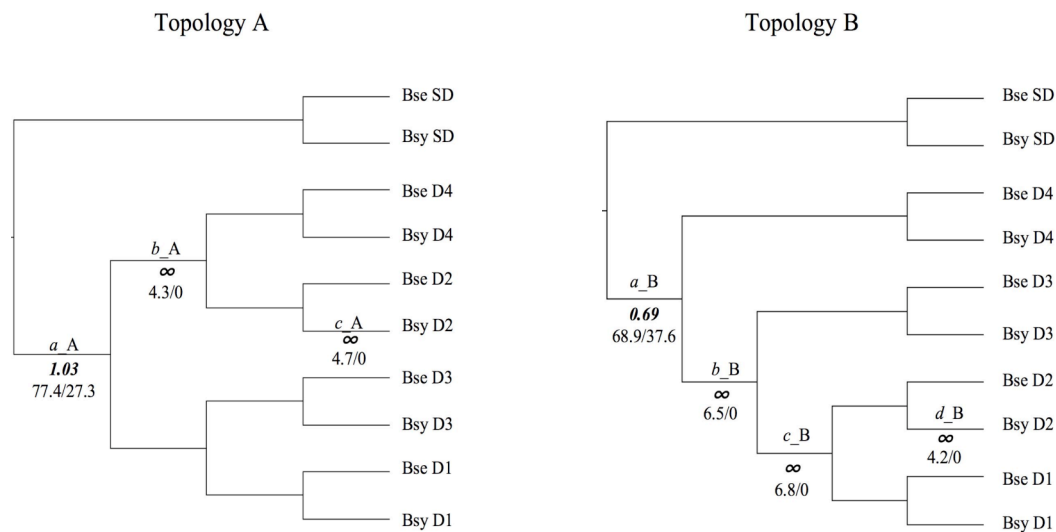 Topology A
Bse SD
Bsy SD
Bse D4
Bsy D4
b_A
∞
4.3/0
Bse D2
c_A
Bsy D2
∞
4.7/0
a_A
1.03
77.4/27.3
Bse D3
Bsy D3
Bse D1
Bsy D1
Topology B
Bse SD
Bsy SD
Bse D4
Bsy D4
a_B
0.69
68.9/37.6
Bse D3
Bsy D3
b_B
∞
6.5/0
Bse D2
d_B
Bsy D2
∞
4.2/0
c_B
∞
6.8/0
Bse D1
Bsy D1